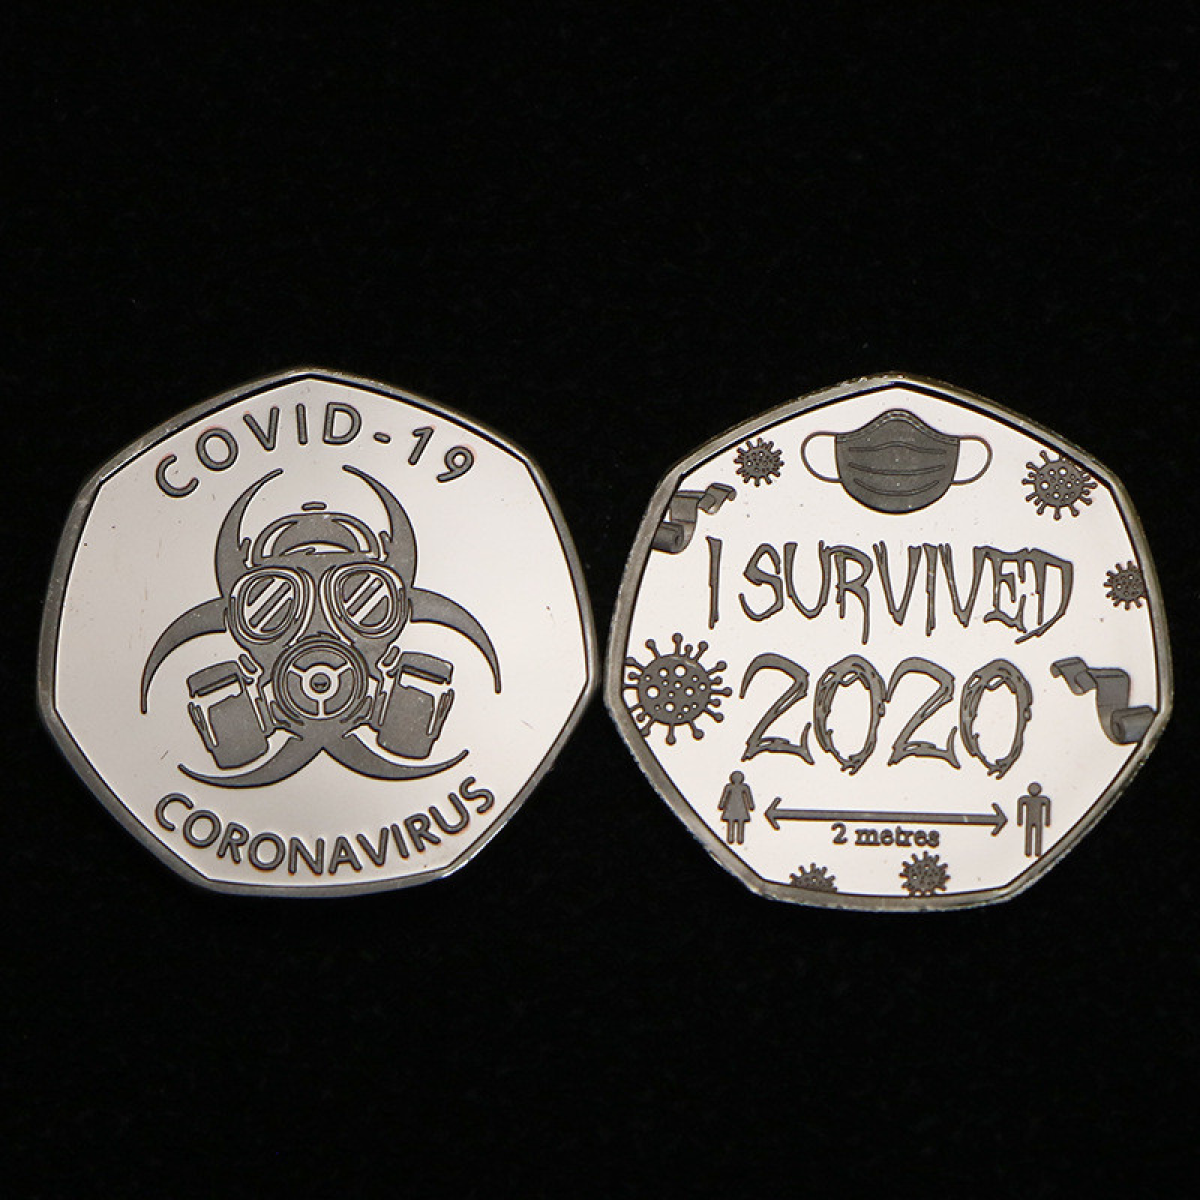 COVID-19
CORONAVIRUS
I SURVIVED
2020
2 metres